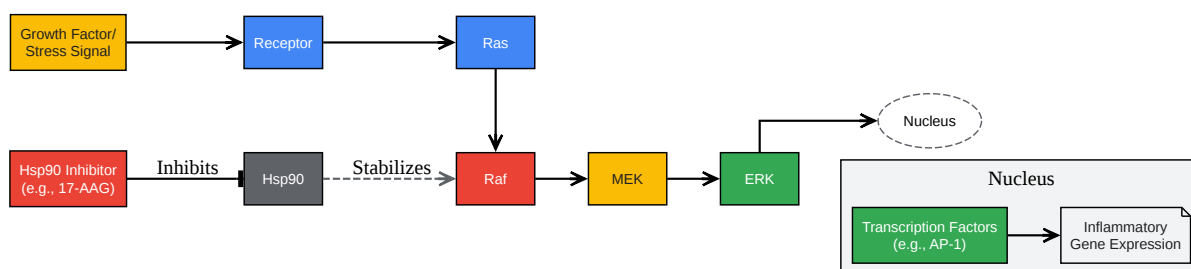 Growth Factor/
Stress Signal
Receptor
Ras
Nucleus
Hsp90 Inhibitor
(e.g., 17-AAG)
Inhibits
Hsp90
Stabilizes
Raf
MEK
ERK
Nucleus
Transcription Factors
(e.g., AP-1)
Inflammatory
Gene Expression